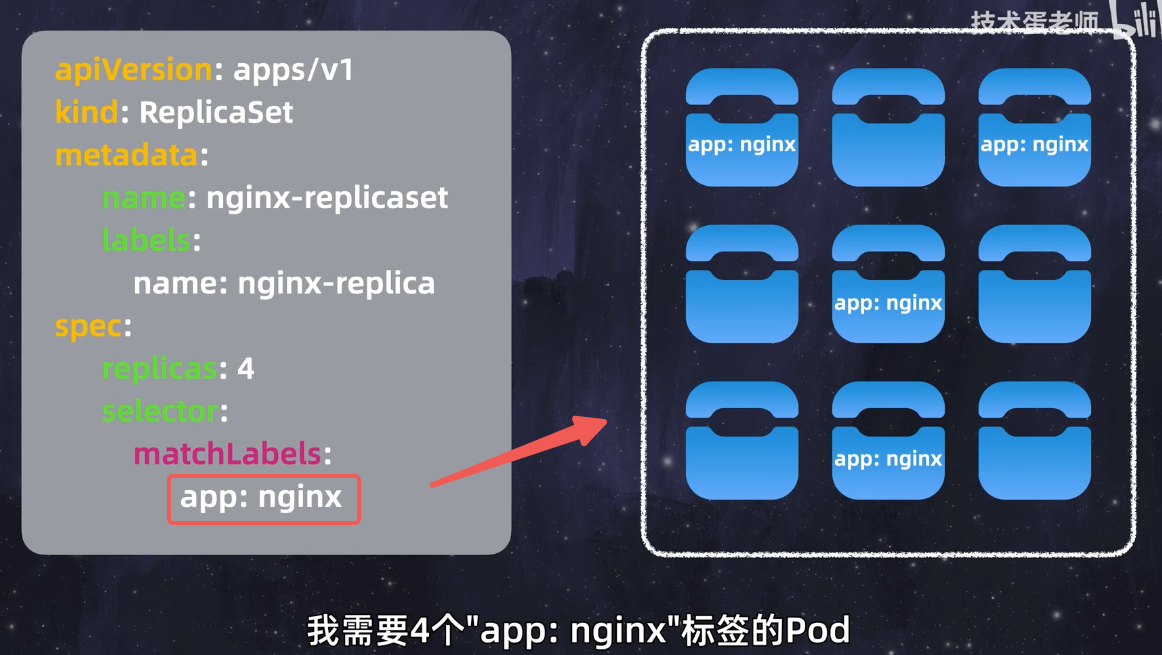 技术蛋老师
apiVersion: apps/v1
kind: ReplicaSet
metadata:
name: nginx-replicaset
labels:
name: nginx-replica
spec:
replicas: 4
selector:
matchLabels:
app: nginx
app: nginx
app: nginx
app: nginx
app: nginx
我需要4个"app: nginx"标签的Pod